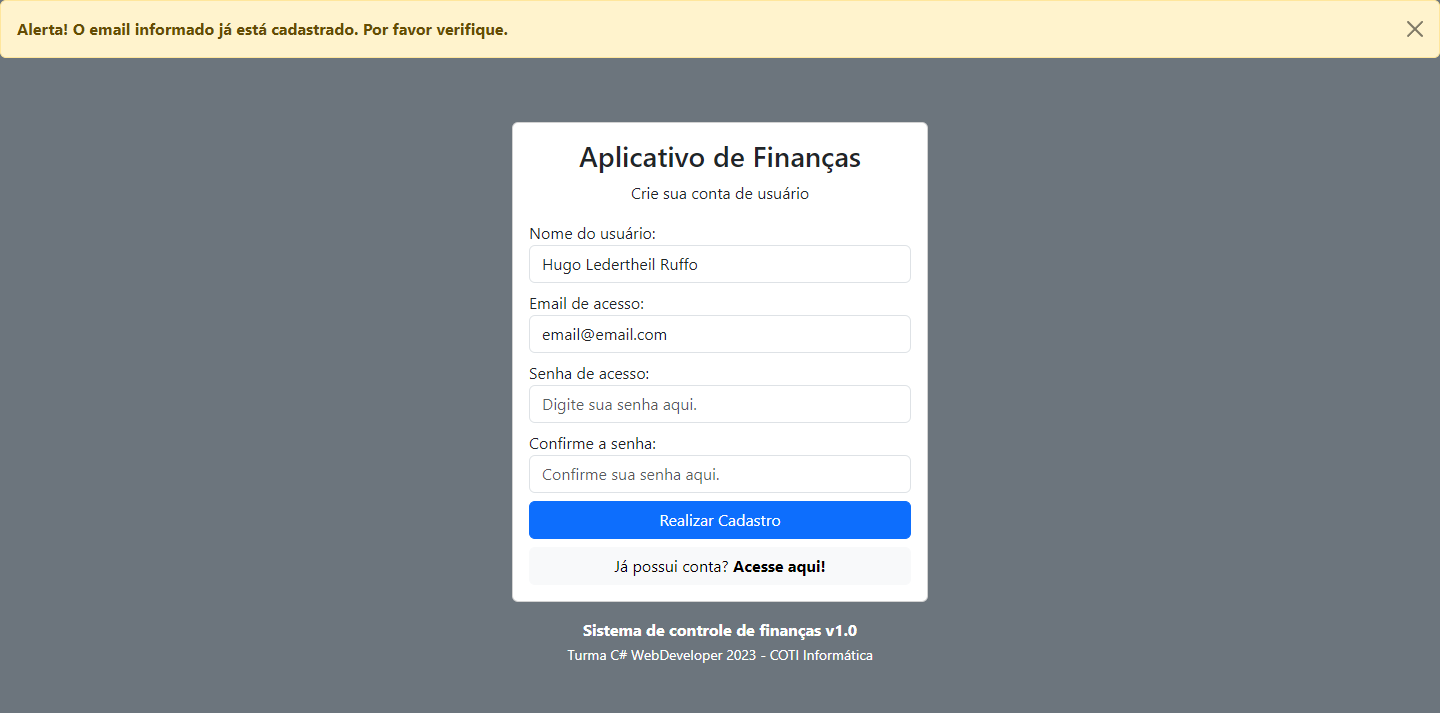 Alerta! O email informado já está cadastrado. Por favor verifique.
Aplicativo de Finanças
Crie sua conta de usuário
Nome do usuário:
Hugo Ledertheil Ruffo
Email de acesso:
email@email.com
Senha de acesso:
Digite sua senha aqui.
Confirme a senha:
Confirme sua senha aqui.
Realizar Cadastro
Já possui conta? Acesse aqui!
Sistema de controle de finanças v1.0
Turma C# WebDeveloper 2023 - COTI Informática